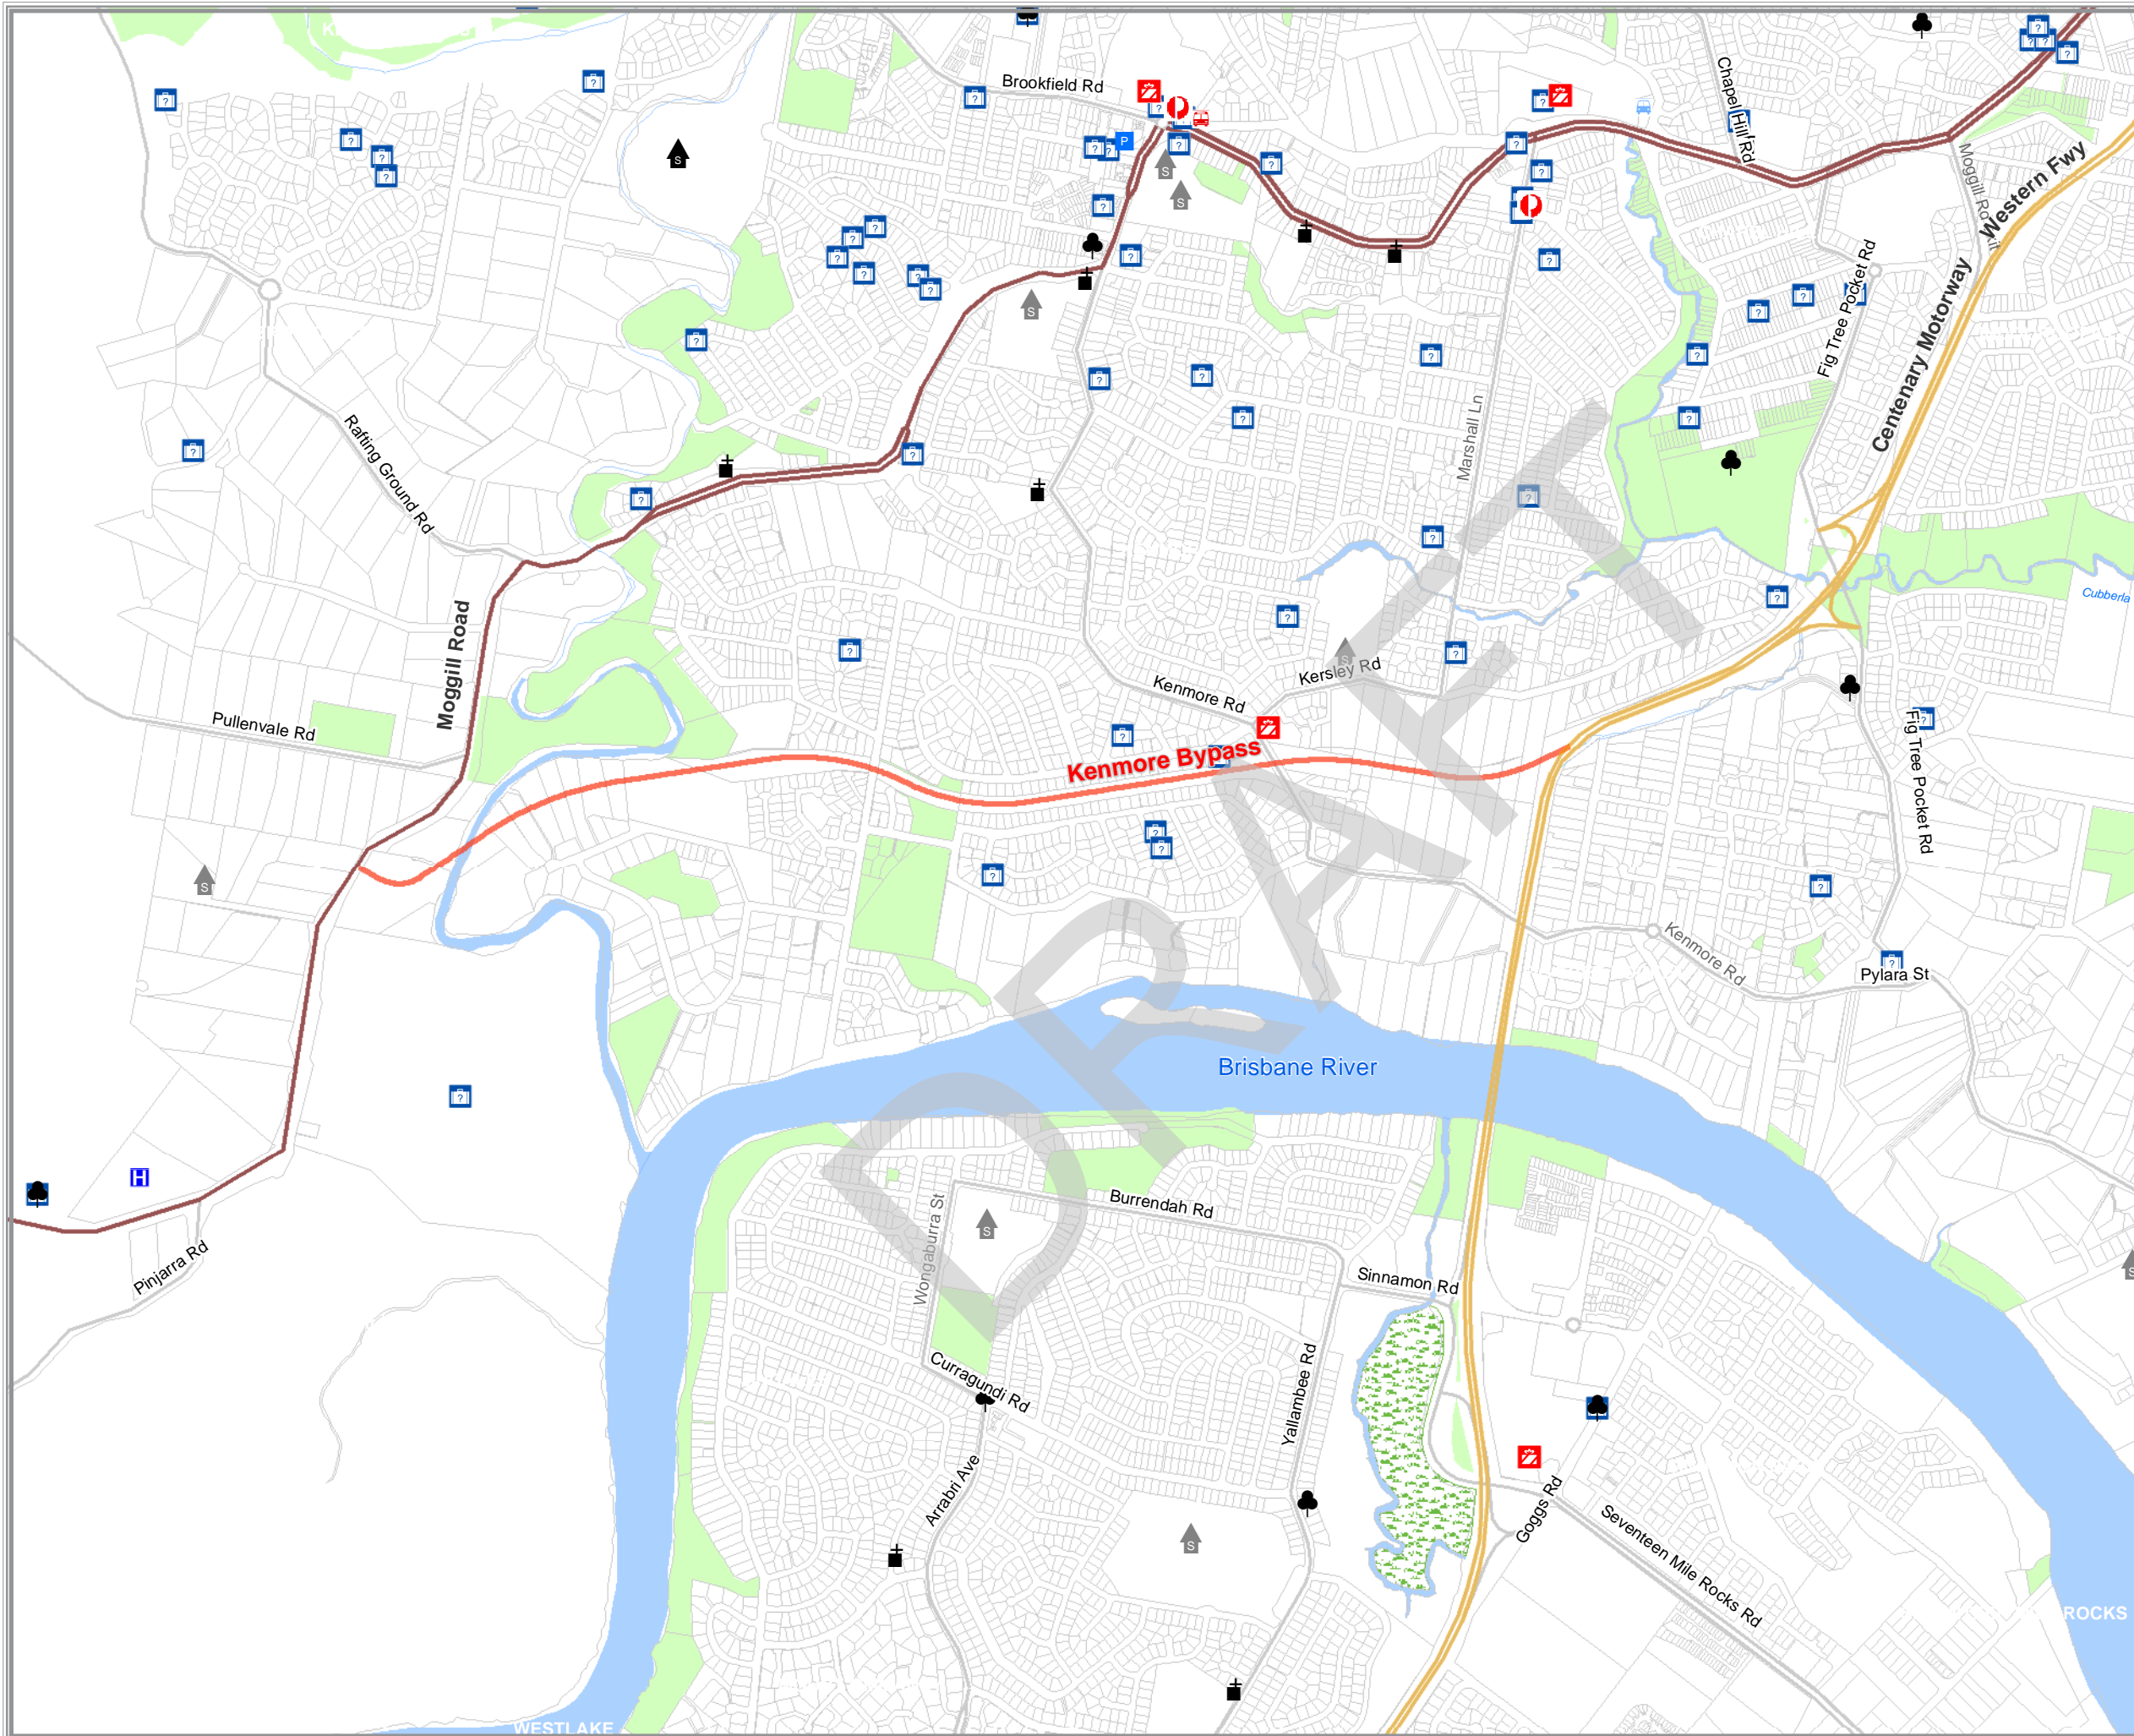 Brookfield Rd
Chapel Hill Rd
Moggill Rd Exit
Western Fwy
Fig Tree Pocket Rd
Centenary Motorway
Rafting Ground Rd
Marshall Ln
Cubberla
Moggill Road
Pullenvale Rd
Kenmore Rd
Kersley Rd
Kenmore Bypass
Fig Tree Pocket Rd
Kenmore Rd
Pylara St
Brisbane River
DRAFT
Burrendah Rd
Wongaburra St
Pinjarra Rd
Sinnamon Rd
Curragundi Rd
Yallambee Rd
Arrabri Ave
Goggs Rd
Seventeen Mile Rocks Rd
ROCKS
WESTLAKE
P
H